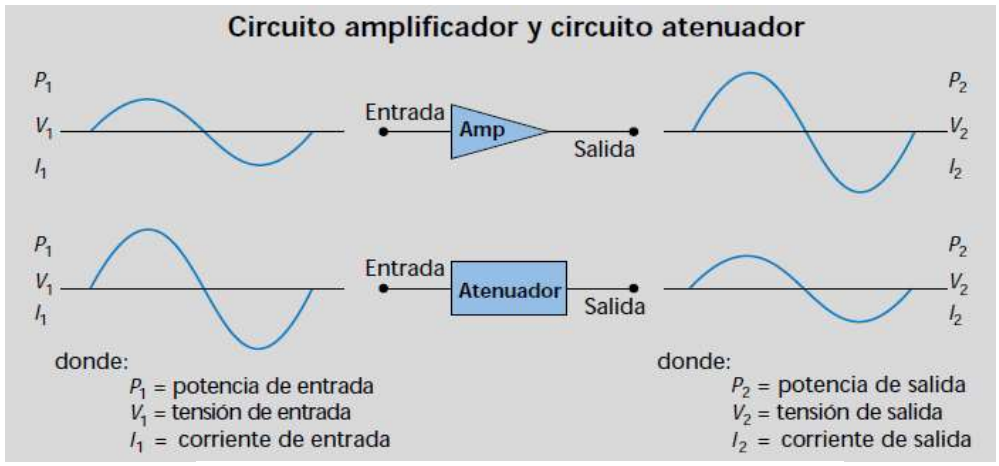 Circuito amplificador y circuito atenuador
P1
V1
I1
Entrada
Amp
Salida
P2
V2
I2
P1
V1
I1
Entrada
Atenuador
Salida
P2
V2
I2
donde:
P1 = potencia de entrada
V1 = tensión de entrada
I1 = corriente de entrada
donde:
P2 = potencia de salida
V2 = tensión de salida
I2 = corriente de salida